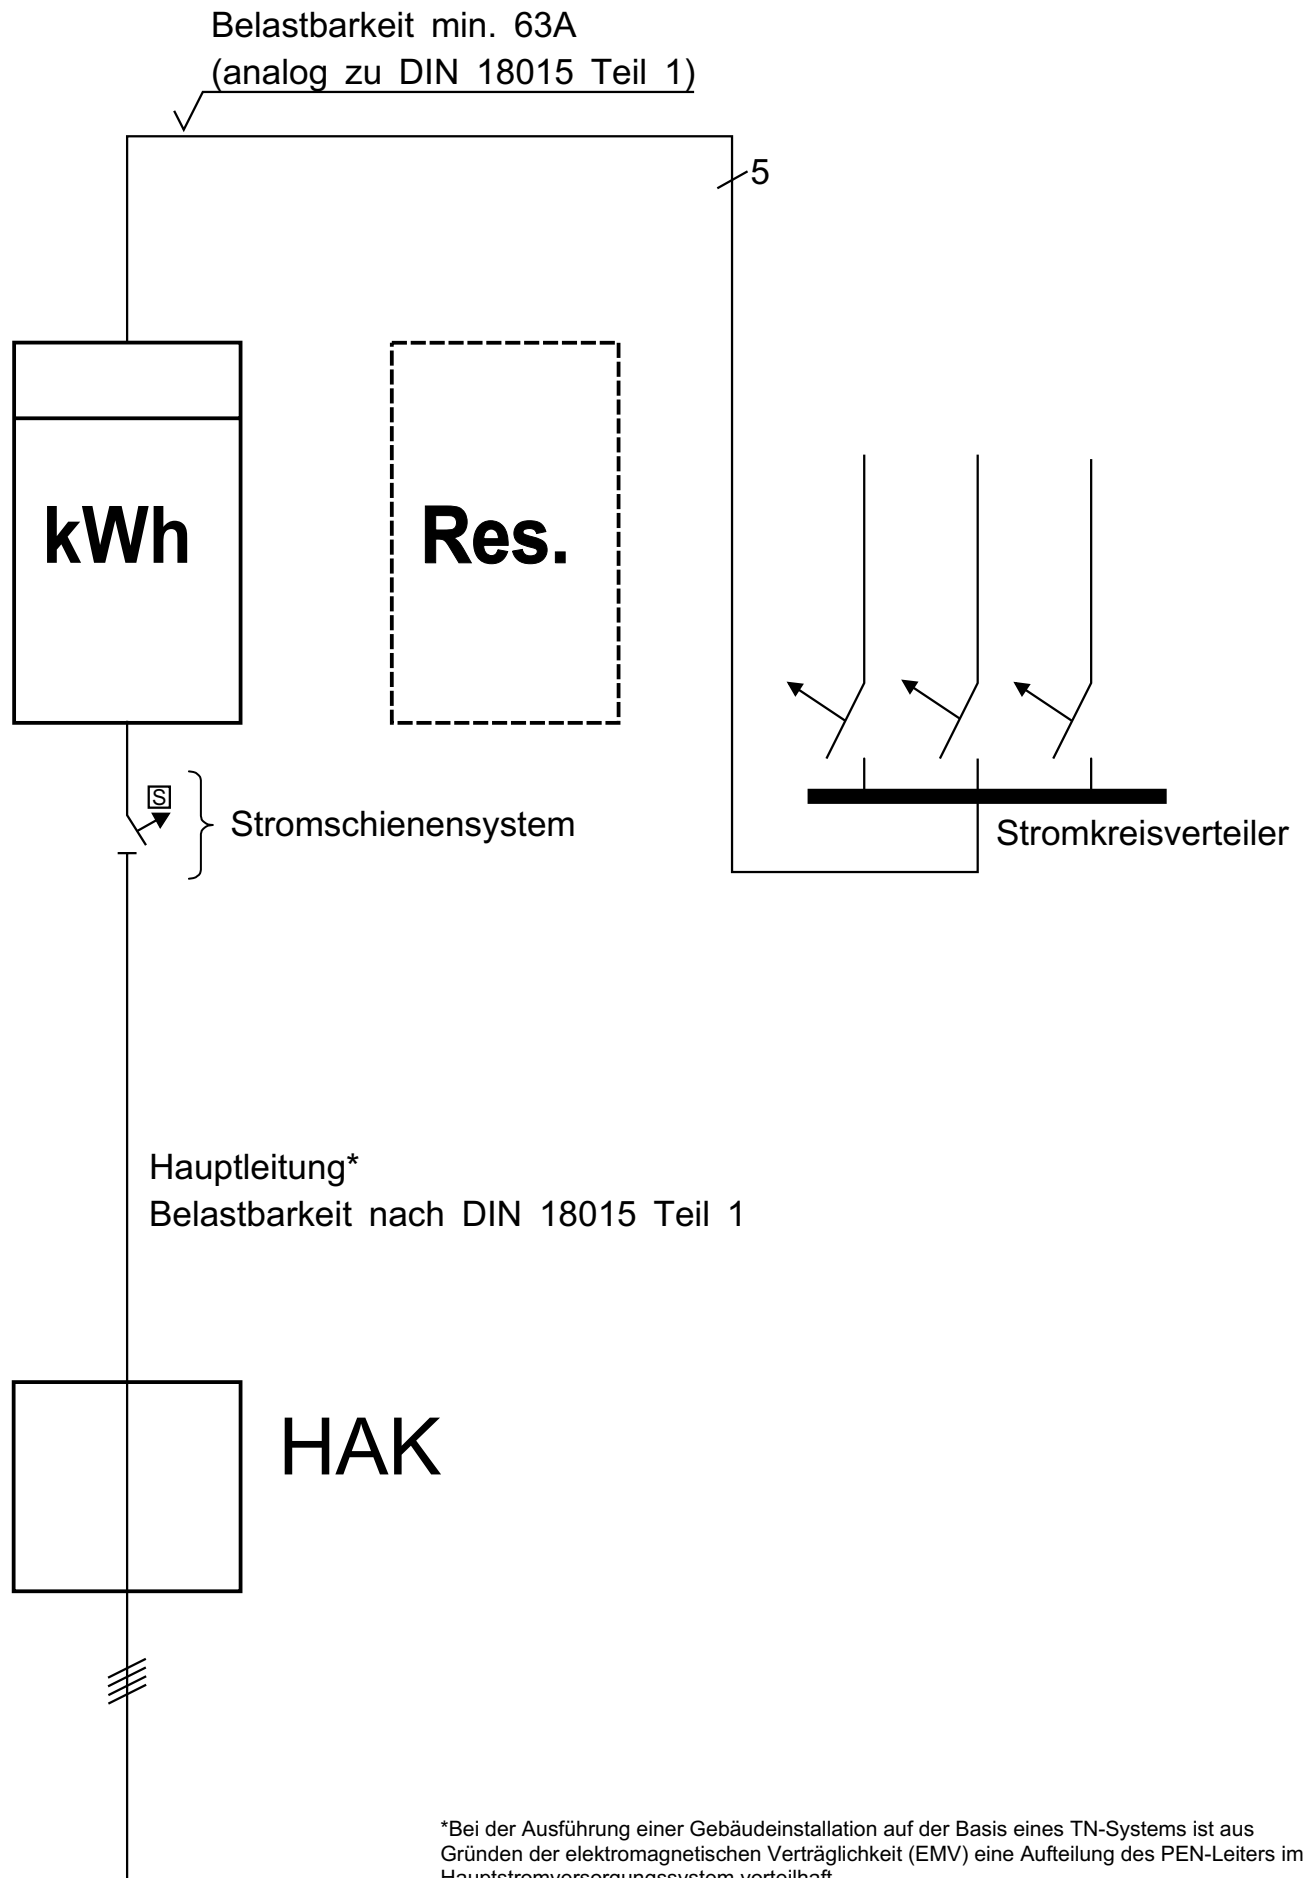 Belastbarkeit min. 63A
(analog zu DIN 18015 Teil 1)
5
kWh
Res.
S
Stromschienensystem
Stromkreisverteiler
Hauptleitung*
Belastbarkeit nach DIN 18015 Teil 1
HAK
*Bei der Ausführung einer Gebäudeinstallation auf der Basis eines TN-Systems ist aus
Gründen der elektromagnetischen Verträglichkeit (EMV) eine Aufteilung des PEN-Leiters im
Hauptstromversorgungssystem vorteilhaft